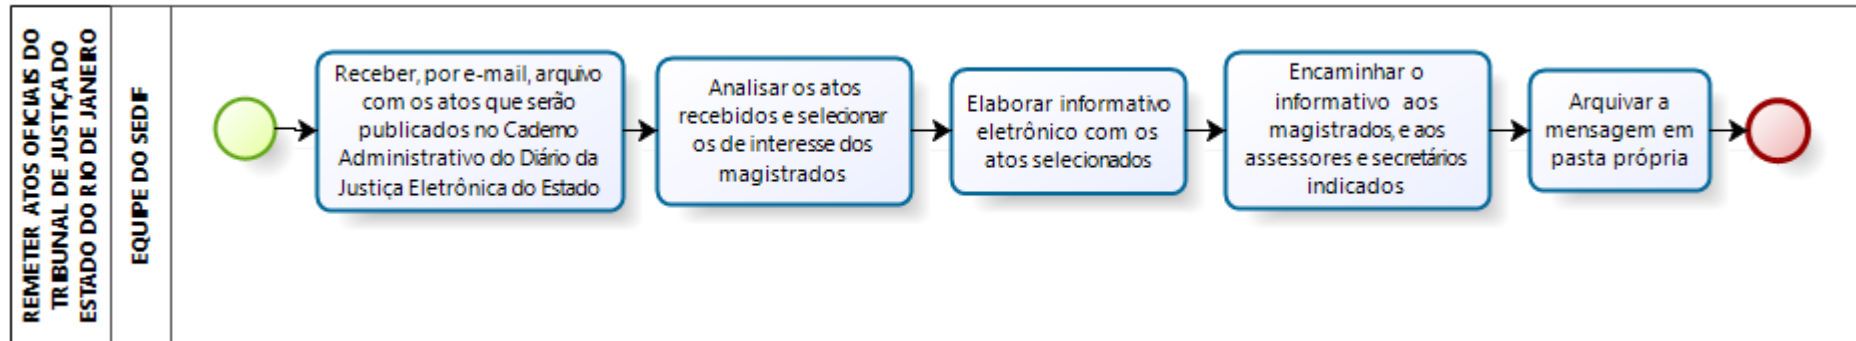 REMETER ATOS OFICIAIS DO
TRIBUNAL DE JUSTIÇA DO
ESTADO DO RIO DE JANEIRO
EQUIPE DO SEDIF
Receber, por e-mail, arquivo
com os atos que serão
publicados no Caderno
Administrativo do Diário da
Justiça Eletrônica do Estado
Analisar os atos
recebidos e selecionar
os de interesse dos
magistrados
Elaborar informativo
eletrônico com os
atos selecionados
Encaminhar o
informativo aos
magistrados, e aos
assessores e secretários
indicados
Arquivar a
mensagem em
pasta própria